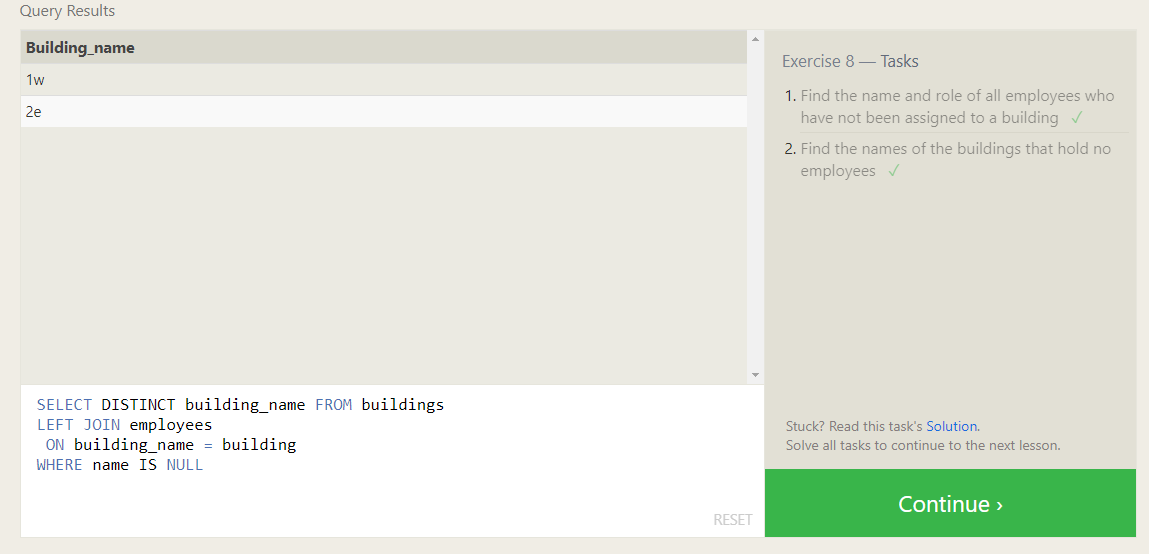 Query Results
Building_name
1w
2e
SELECT DISTINCT building_name FROM buildings
LEFT JOIN employees
ON building_name = building
WHERE name IS NULL
RESET
Exercise 8 — Tasks
1. Find the name and role of all employees who
have not been assigned to a building ✓
2. Find the names of the buildings that hold no
employees ✓
Stuck? Read this task's Solution.
Solve all tasks to continue to the next lesson.
Continue ›